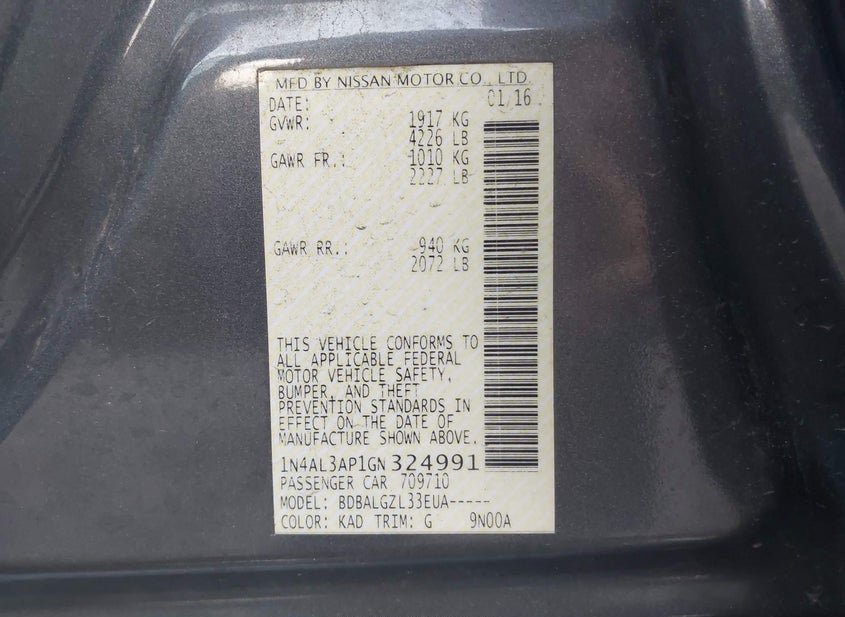 MFD BY NISSAN MOTOR CO., LTD.
DATE: 01/16
GVWR: 1917 KG
4226 LB
GAWR FR.: 1010 KG
2227 LB
GAWR RR.: 940 KG
2072 LB
THIS VEHICLE CONFORMS TO
ALL APPLICABLE FEDERAL
MOTOR VEHICLE SAFETY,
BUMPER, AND THEFT
PREVENTION STANDARDS IN
EFFECT ON THE DATE OF
MANUFACTURE SHOWN ABOVE.
1N4AL3AP1GN324991
PASSENGER CAR 709710
MODEL: BDBALGZL33EUA-----
COLOR: KAD TRIM: G 9N00A